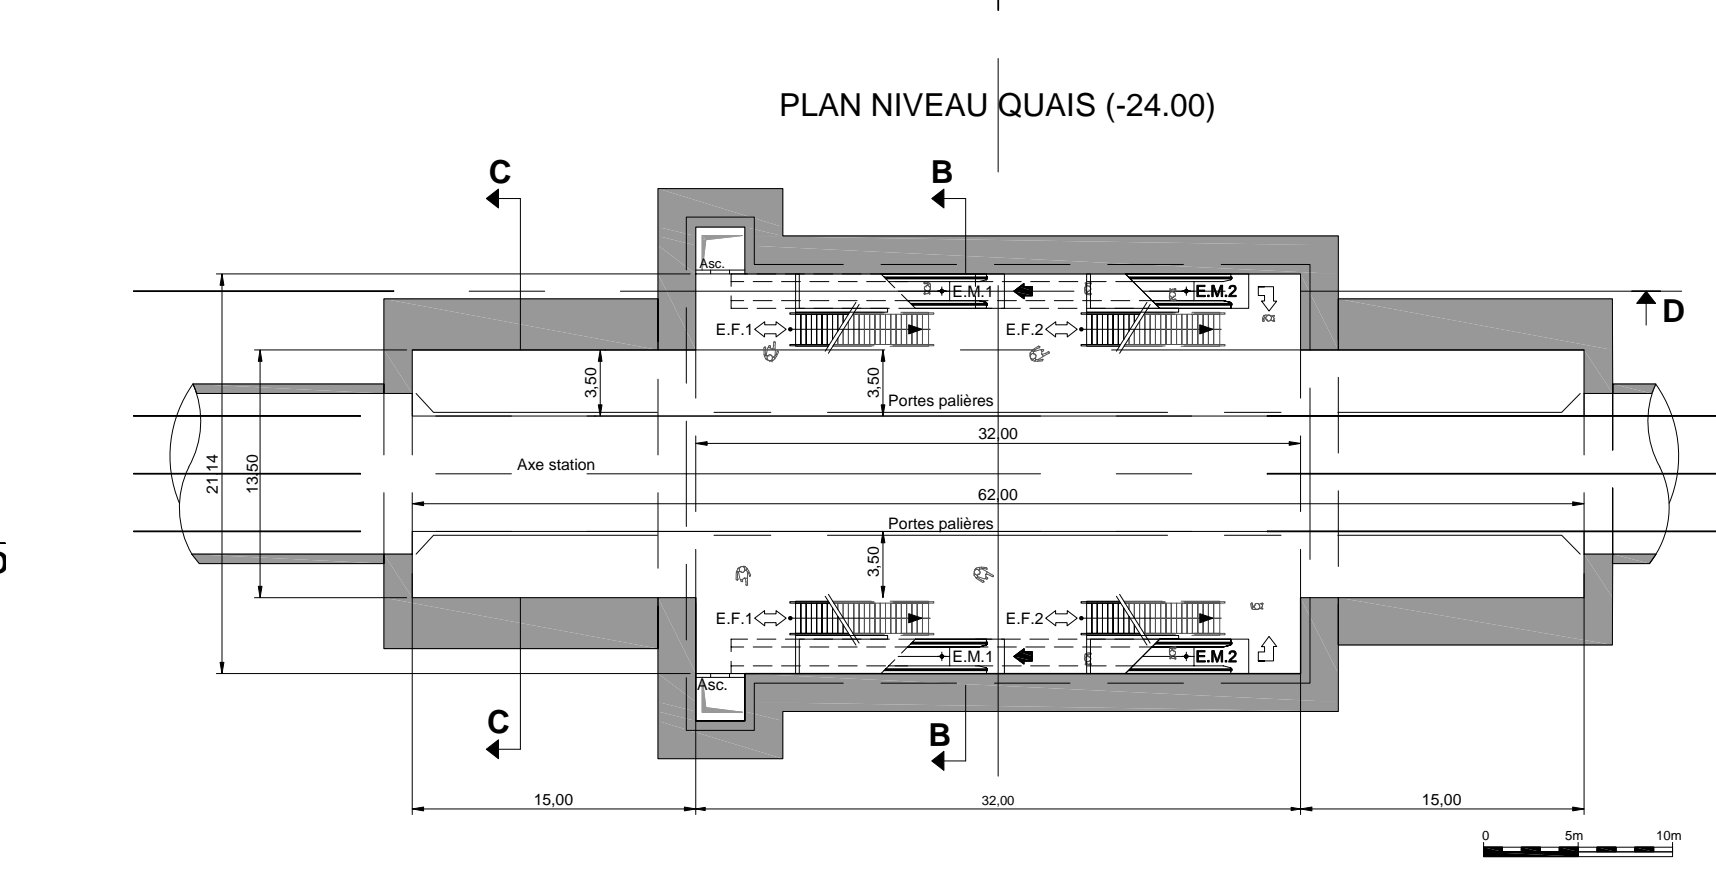 PLAN NIVEAU QUAIS (-24.00)
C
B
Asc.
E.M.1
E.M.2
D
E.F.1
E.F.2
3,50
3,50
Portes palières
32,00
Axe station
21,14
13,50
62,00
Portes palières
3,50
E.F.1
E.F.2
E.M.1
E.M.2
Asc.
C
B
15,00
32,00
15,00
0 5m 10m